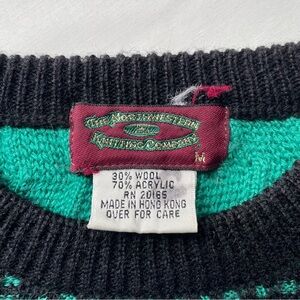 THE NORTHWESTERN
KNITTING COMPANY
M
30% WOOL
70% ACRYLIC
RN 20165
MADE IN HONG KONG
OVER FOR CARE